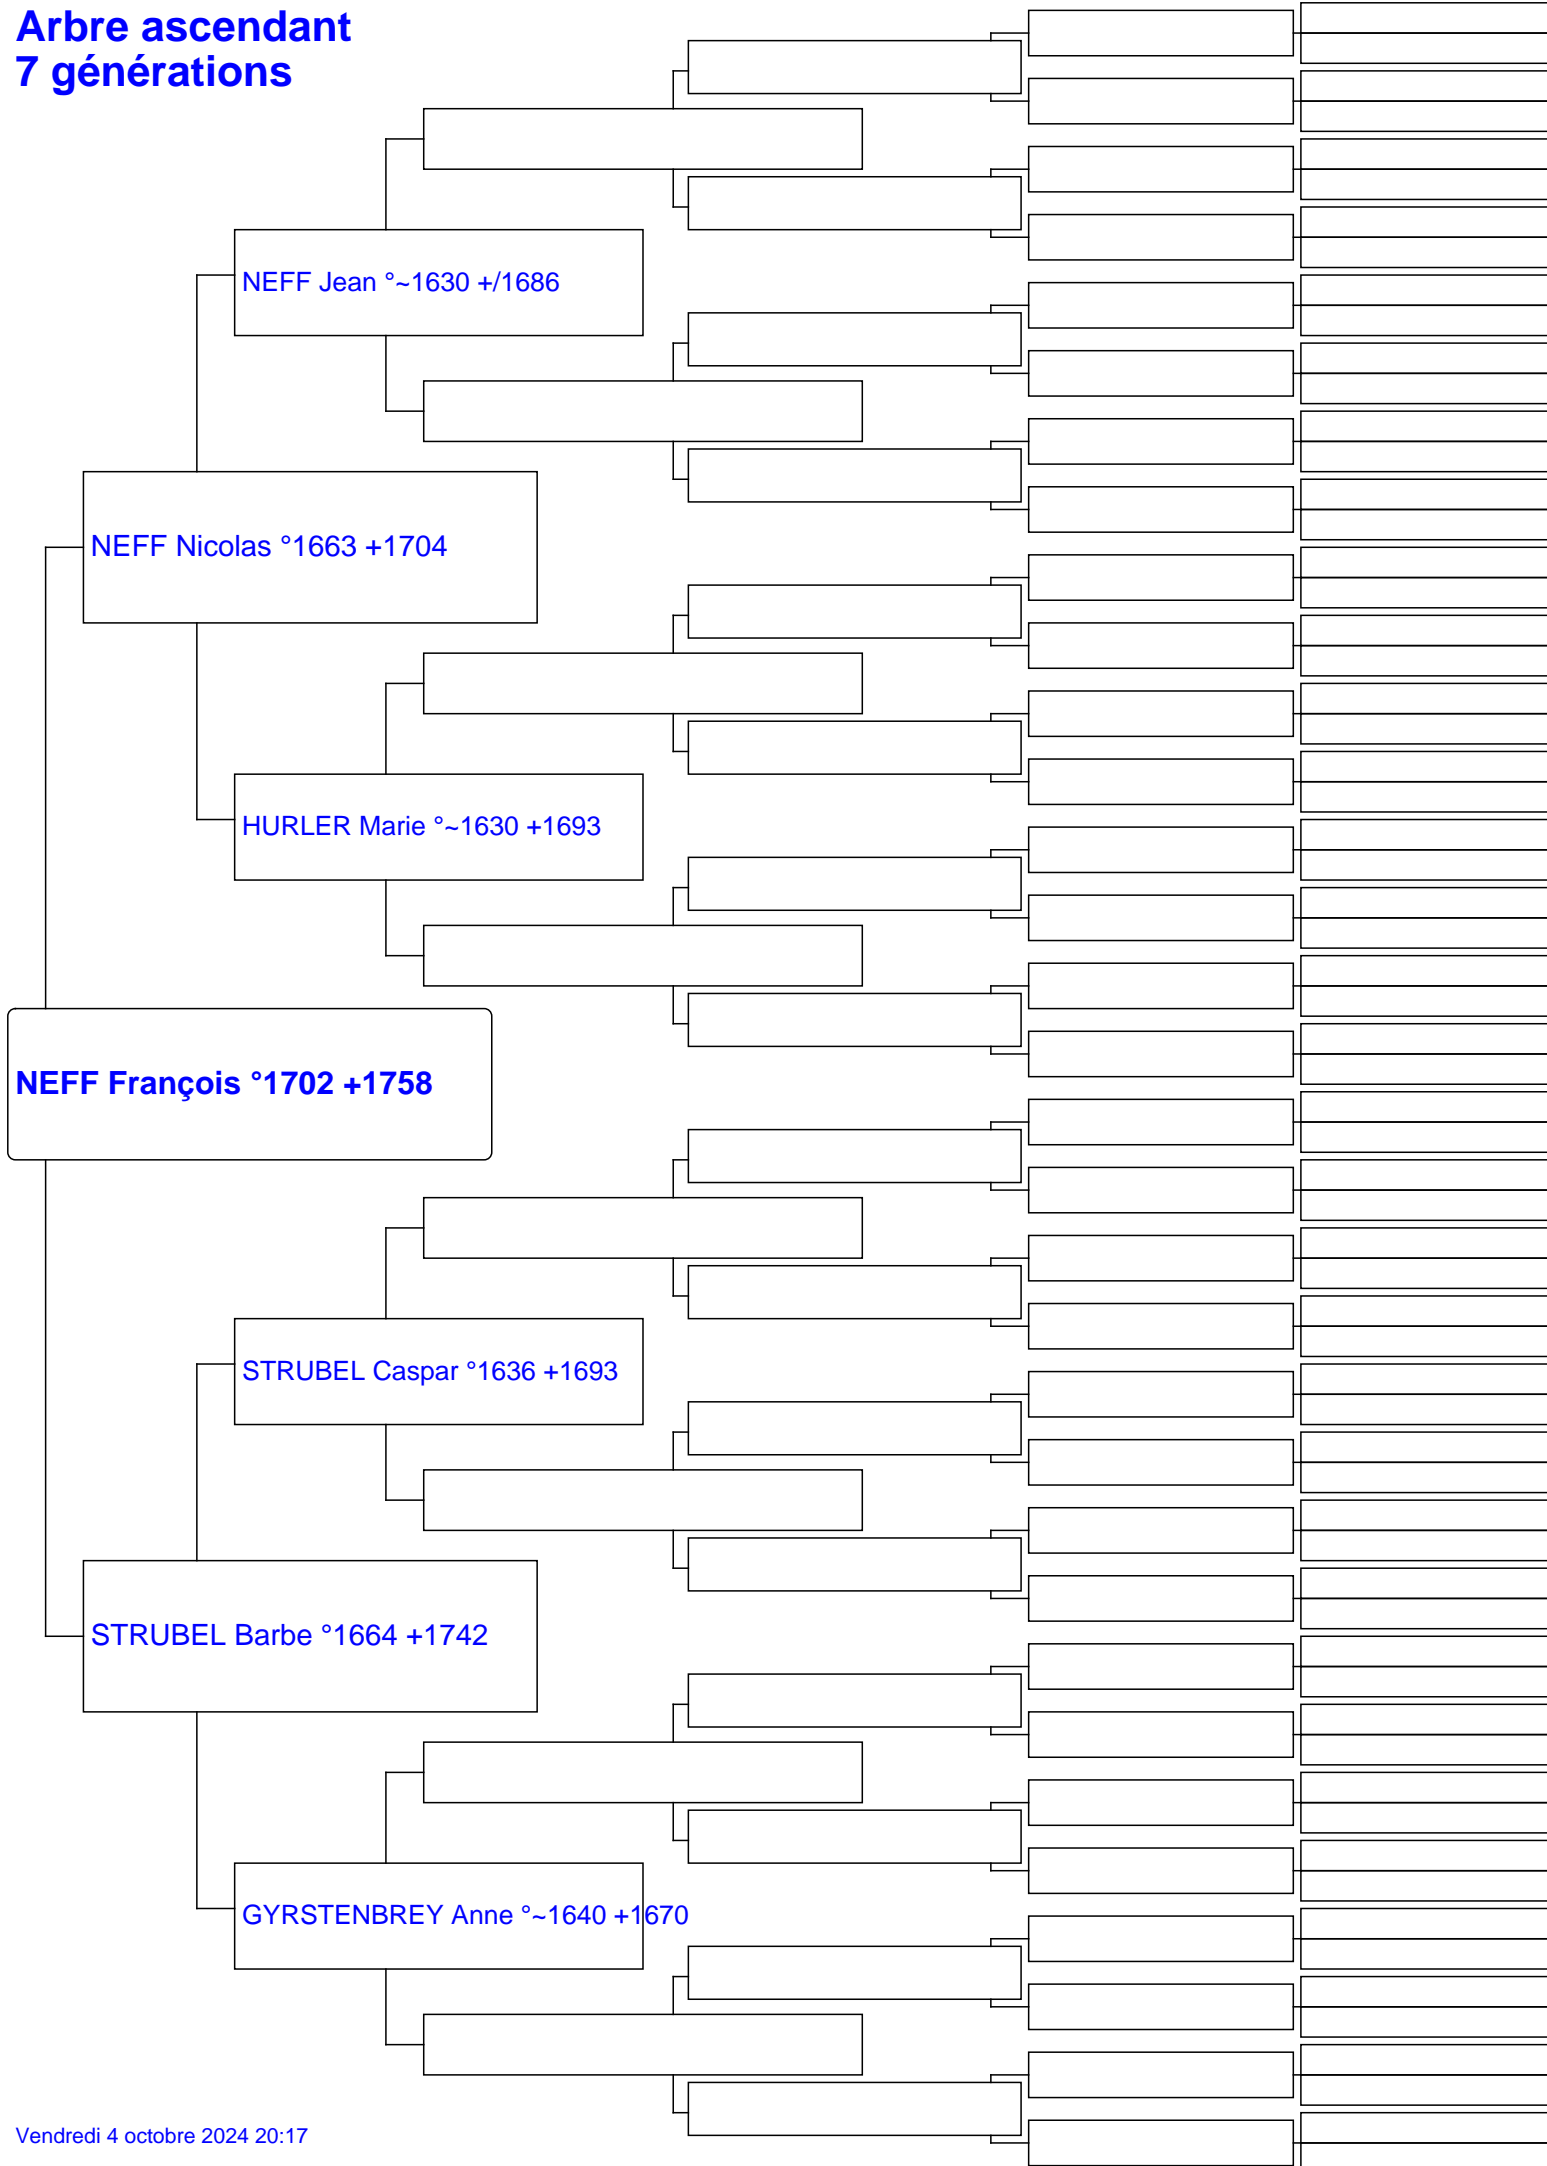 Arbre ascendant
7 générations
NEFF Jean °~1630 +/1686
NEFF Nicolas °1663 +1704
HURLER Marie °~1630 +1693
NEFF François °1702 +1758
STRUBEL Caspar °1636 +1693
STRUBEL Barbe °1664 +1742
GYRSTENBREY Anne °~1640 +1670
Vendredi 4 octobre 2024 20:17